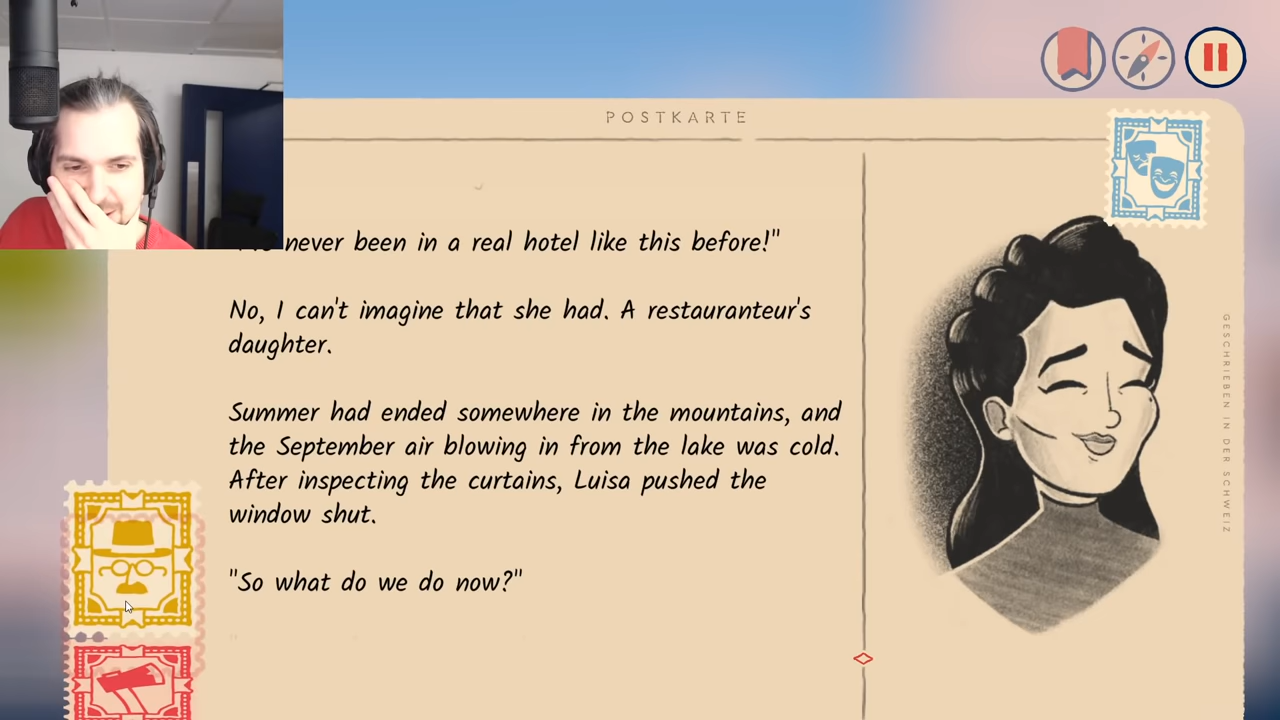 POSTKARTE
never been in a real hotel like this before!"
No, I can't imagine that she had. A restauranteur's
daughter.
Summer had ended somewhere in the mountains, and
the September air blowing in from the lake was cold.
After inspecting the curtains, Luisa pushed the
window shut.
"So what do we do now?"
GESCHRIEBEN IN DER SCHWEIZ